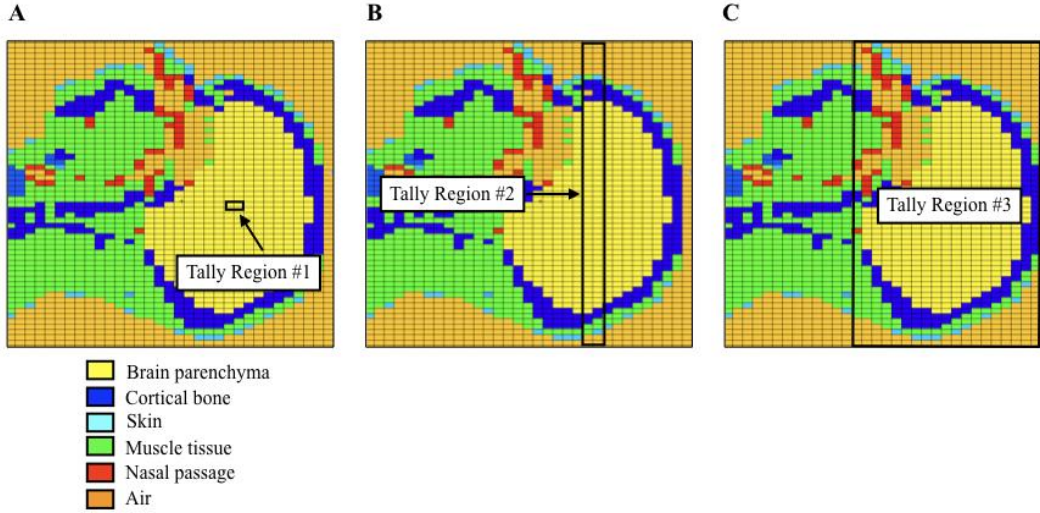 A
B
C
Tally Region #1
Tally Region #2
Tally Region #3
Brain parenchyma
Cortical bone
Skin
Muscle tissue
Nasal passage
Air